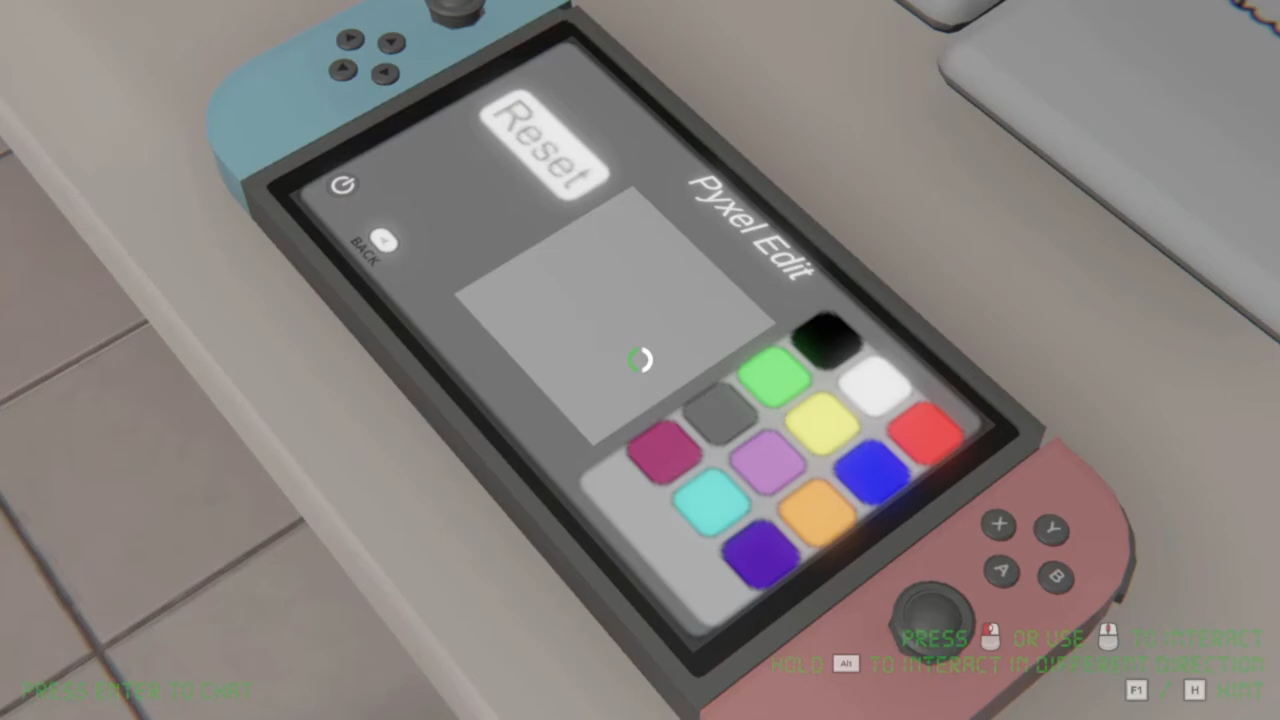 Reset
Pyxel Edit
BACK
X
Y
A
B
PRESS OR USE TO INTERACT
HOLD Alt TO INTERACT IN DIFFERENT DIRECTION
PRESS ENTER TO CHAT
F1 / H HINT